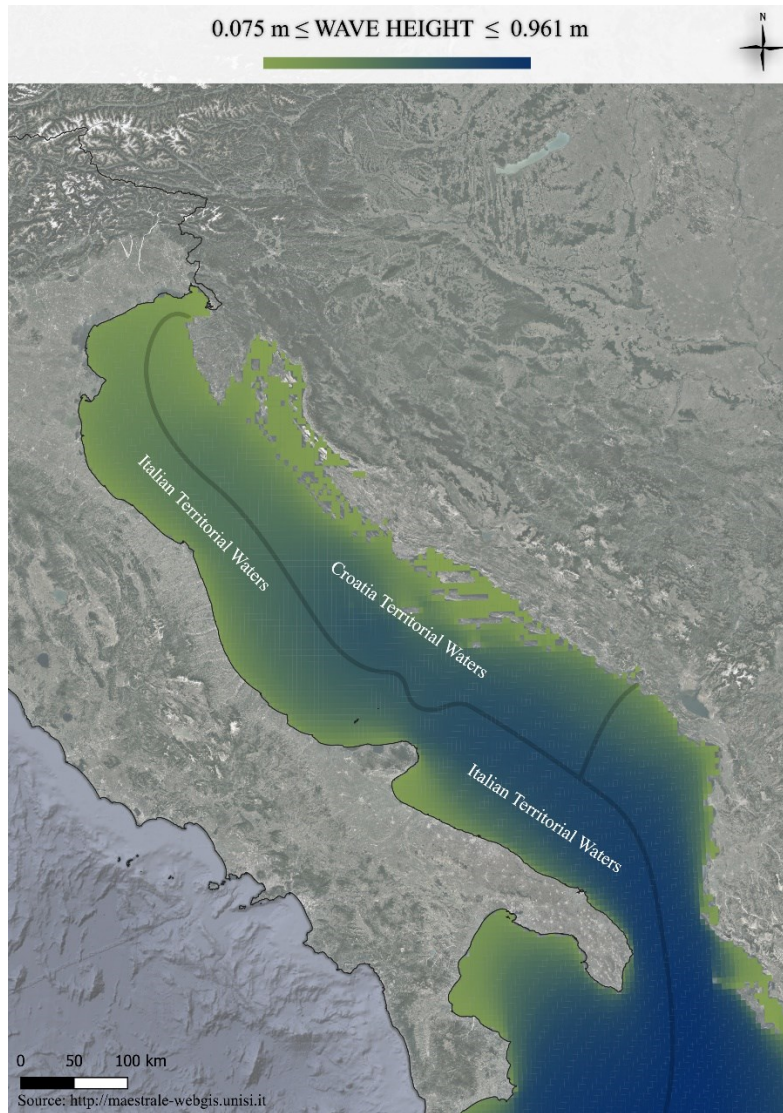 0.075 m ≤ WAVE HEIGHT ≤ 0.961 m
N
Italian Territorial Waters
Croatia Territorial Waters
Italian Territorial Waters
0 50 100 km
Source: http://maestrale-webgis.unisi.it